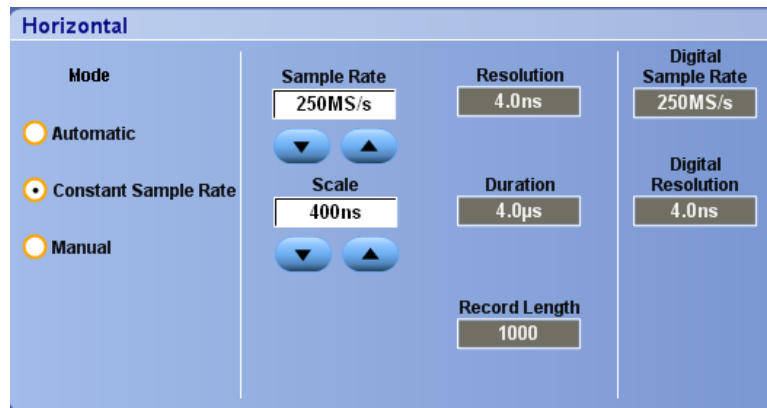 Horizontal
Mode
Automatic
Constant Sample Rate
Manual
Sample Rate
250MS/s
Scale
400ns
Resolution
4.0ns
Duration
4.0µs
Record Length
1000
Digital
Sample Rate
250MS/s
Digital
Resolution
4.0ns